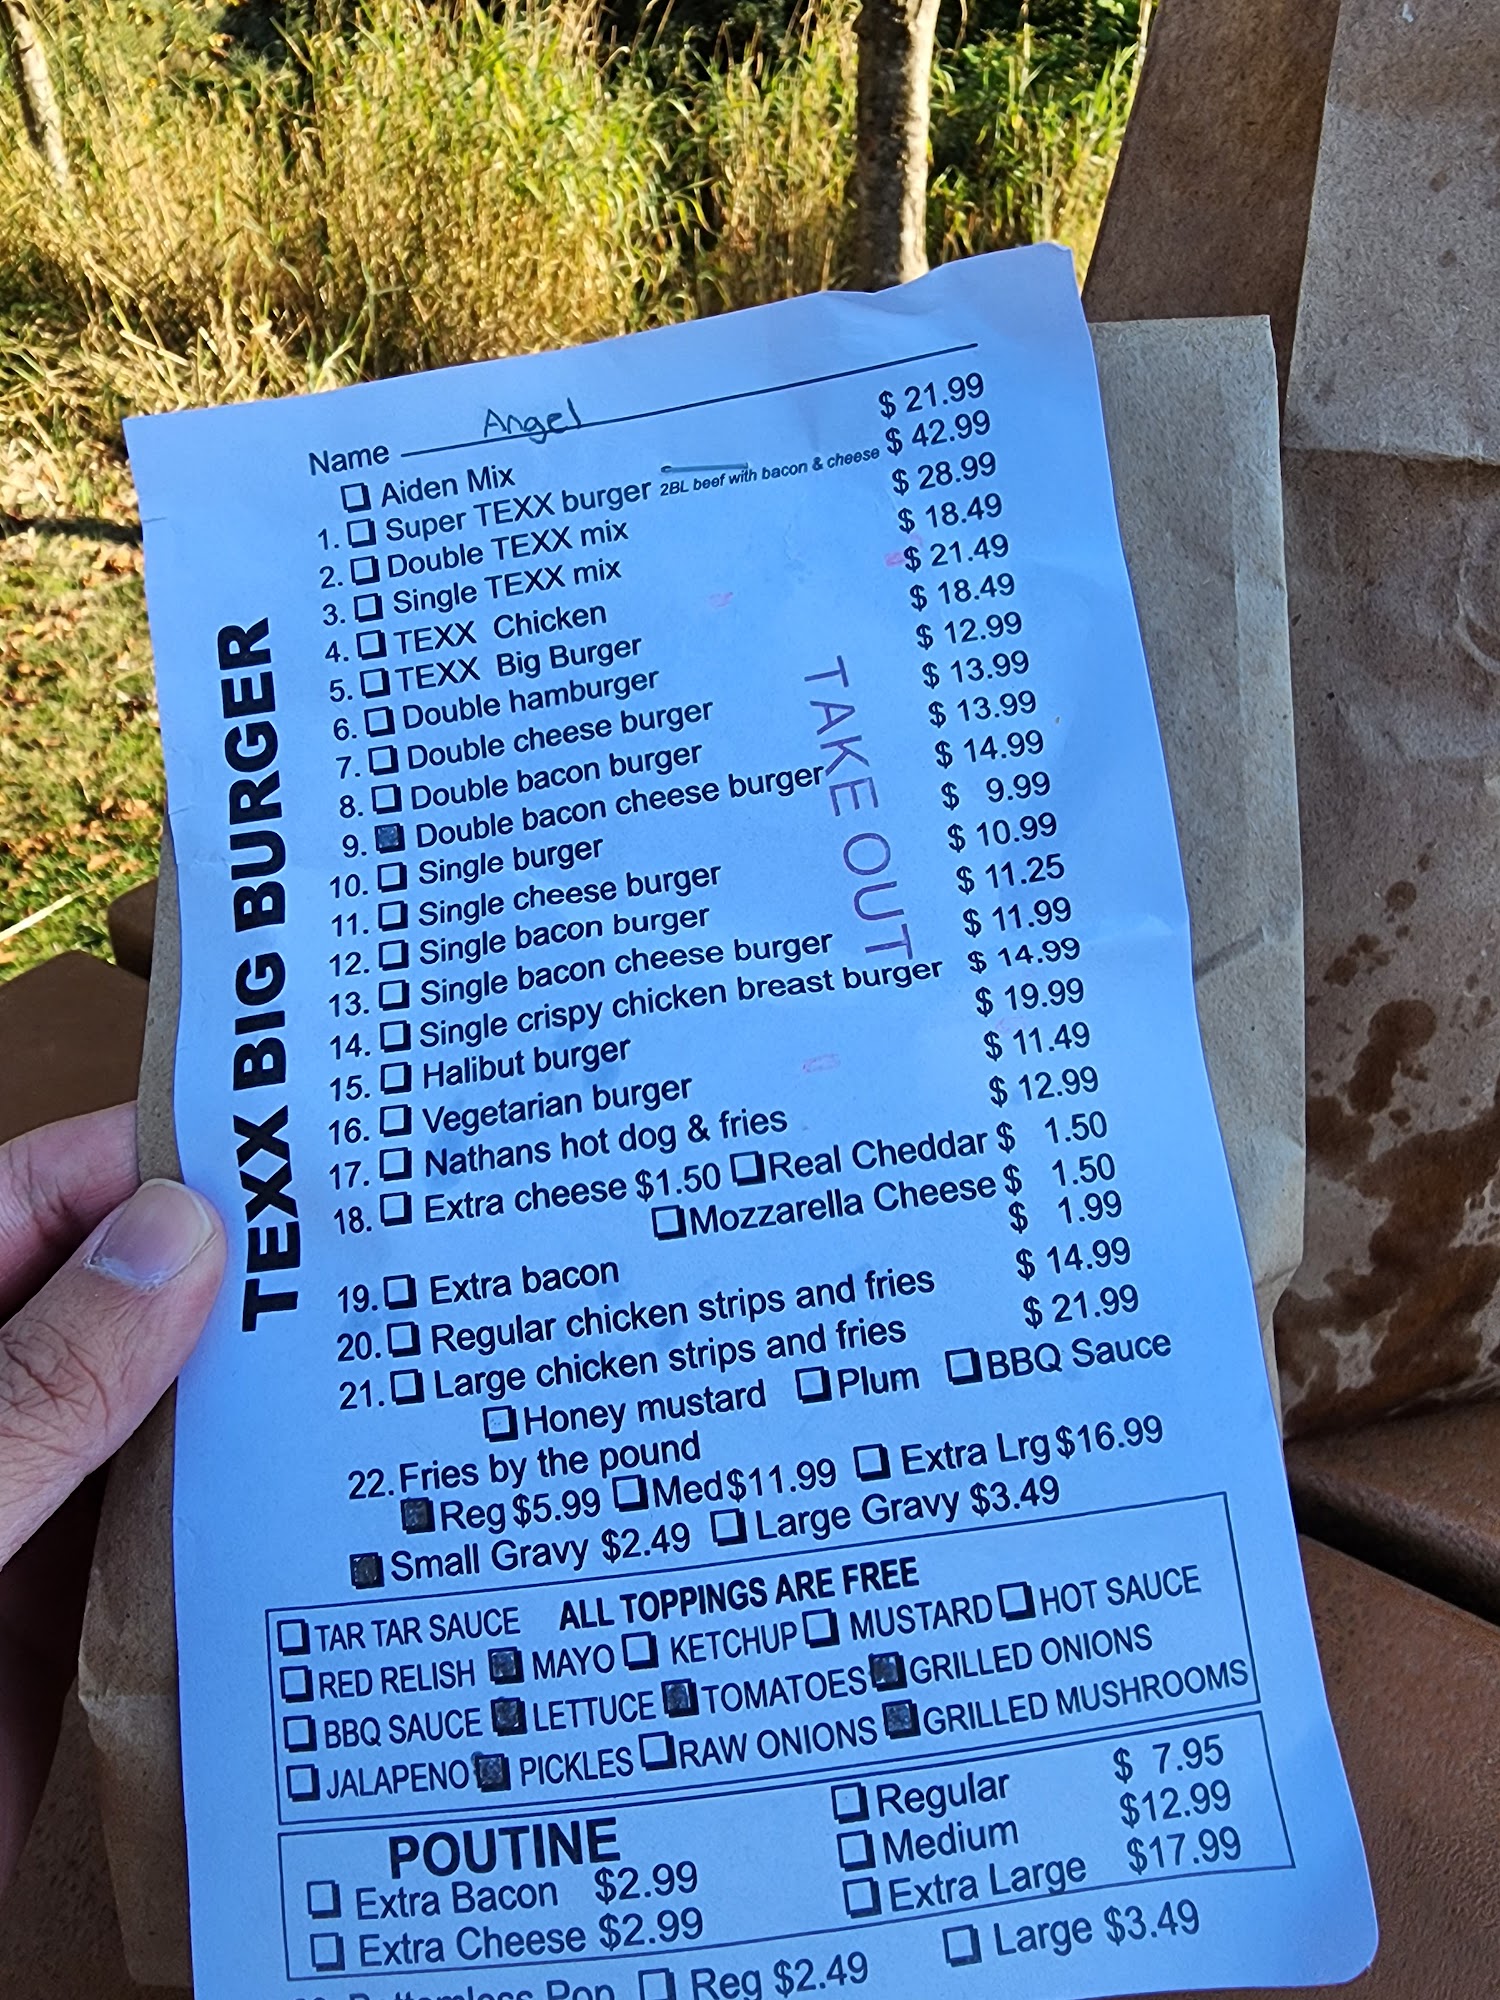 TEXX BIG BURGER
Name Angel
☐ Aiden Mix $ 21.99
1. ☐ Super TEXX burger 2BL beef with bacon & cheese $ 42.99
2. ☐ Double TEXX mix $ 28.99
3. ☐ Single TEXX mix $ 18.49
4. ☐ TEXX Chicken $ 21.49
5. ☐ TEXX Big Burger $ 18.49
6. ☐ Double hamburger $ 12.99
7. ☐ Double cheese burger $ 13.99
8. ☐ Double bacon burger $ 13.99
9. ■ Double bacon cheese burger $ 14.99
10. ☐ Single burger $ 9.99
11. ☐ Single cheese burger $ 10.99
12. ☐ Single bacon burger $ 11.25
13. ☐ Single bacon cheese burger $ 11.99
14. ☐ Single crispy chicken breast burger $ 14.99
15. ☐ Halibut burger $ 19.99
16. ☐ Vegetarian burger $ 11.49
17. ☐ Nathans hot dog & fries $ 12.99
18. ☐ Extra cheese $1.50 ☐ Real Cheddar $ 1.50
☐ Mozzarella Cheese $ 1.50
19. ☐ Extra bacon $ 1.99
20. ☐ Regular chicken strips and fries $ 14.99
21. ☐ Large chicken strips and fries $ 21.99
☐ Honey mustard ☐ Plum ☐ BBQ Sauce
22. Fries by the pound
■ Reg $5.99 ☐ Med $11.99 ☐ Extra Lrg $16.99
■ Small Gravy $2.49 ☐ Large Gravy $3.49
TAKE OUT
ALL TOPPINGS ARE FREE
☐ TAR TAR SAUCE
☐ RED RELISH ■ MAYO ☐ KETCHUP ☐ MUSTARD ☐ HOT SAUCE
☐ BBQ SAUCE ■ LETTUCE ■ TOMATOES ■ GRILLED ONIONS
☐ JALAPENO ■ PICKLES ☐ RAW ONIONS ■ GRILLED MUSHROOMS
POUTINE
☐ Regular $ 7.95
☐ Medium $12.99
☐ Extra Large $17.99
☐ Extra Bacon $2.99
☐ Extra Cheese $2.99
Pop ☐ Reg $2.49 ☐ Large $3.49